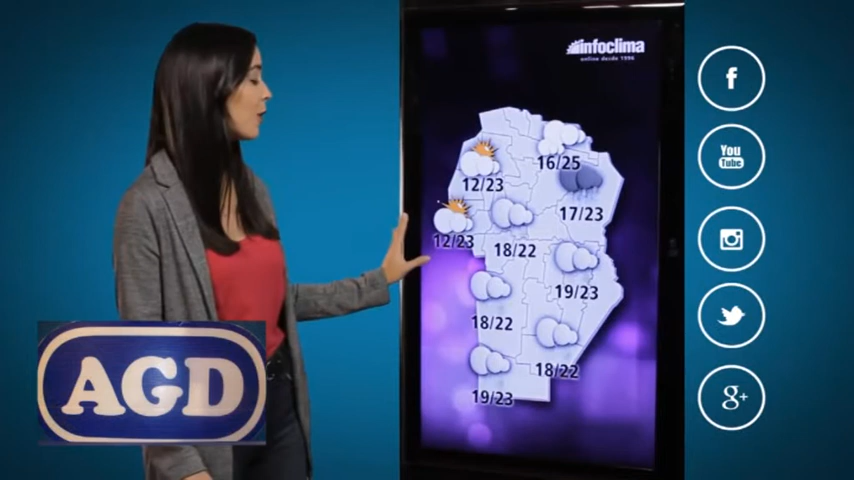 infoclima
online desde 1996
16/25
12/23
17/23
12/23
18/22
19/23
18/22
18/22
19/23
AGD
f
You
Tube
g+